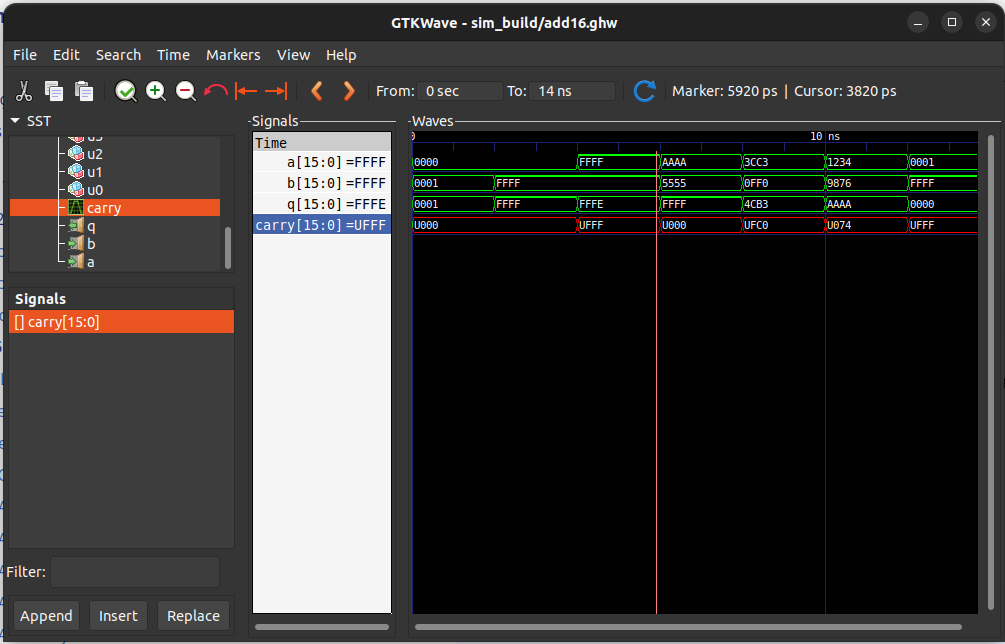 GTKWave - sim_build/add16.ghw
File Edit Search Time Markers View Help
From: 0 sec To: 14 ns Marker: 5920 ps | Cursor: 3820 ps
SST
u3
u2
u1
u0
carry
q
b
a
Signals
[] carry[15:0]
Filter:
Append Insert Replace
Signals
Time
a[15:0] =FFFF
b[15:0] =FFFF
q[15:0] =FFFE
carry[15:0] =UFFF
Waves
0 10 ns
0000 FFFF AAAA 3CC3 1234 0001
0001 FFFF 5555 0FF0 9876 FFFF
0001 FFFF FFFE FFFF 4CB3 AAAA 0000
U000 UFFF U000 UFC0 U074 UFFF